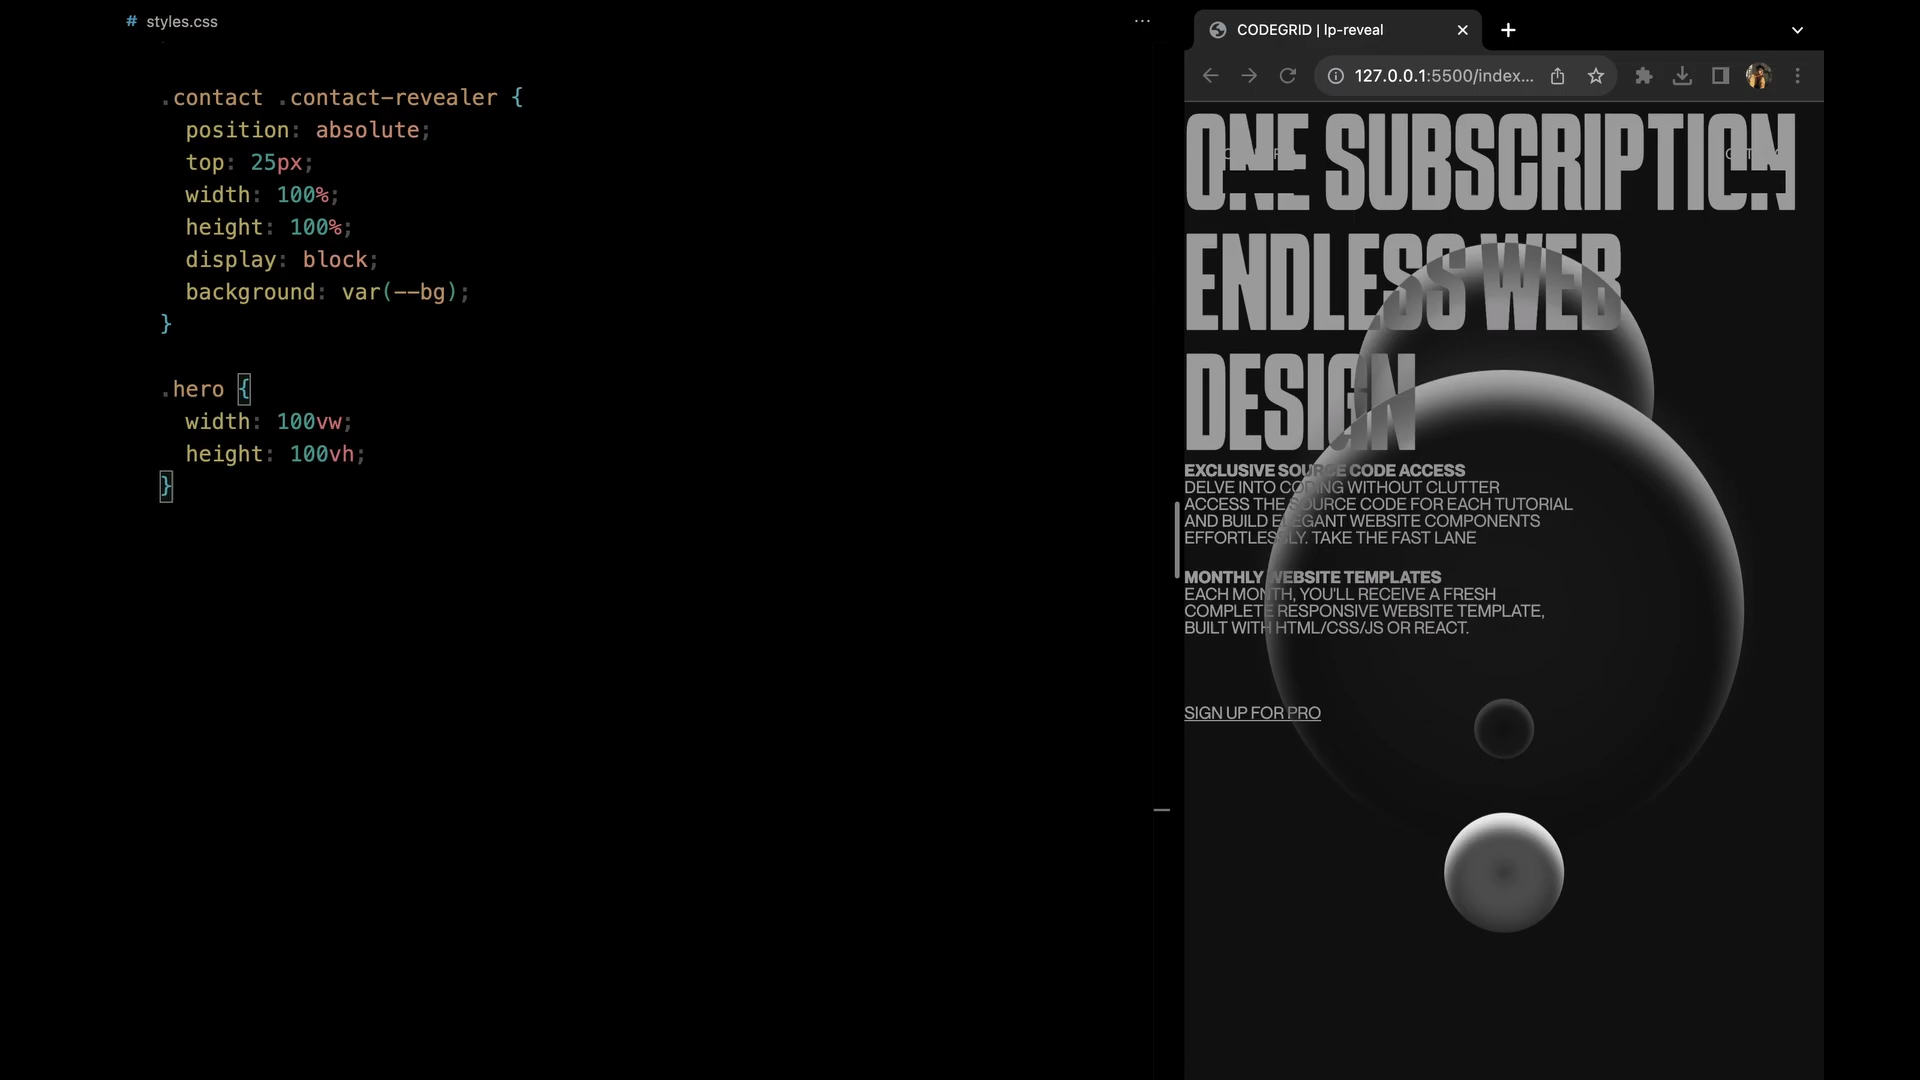 # styles.css
...
.contact .contact-revealer {
position: absolute;
top: 25px;
width: 100%;
height: 100%;
display: block;
background: var(--bg);
}
.hero {
width: 100vw;
height: 100vh;
}
CODEGRID | lp-reveal
127.0.0.1:5500/index...
ONE SUBSCRIPTION
ENDLESS WEB
DESIGN
EXCLUSIVE SOURCE CODE ACCESS
DELVE INTO CODING WITHOUT CLUTTER
ACCESS THE SOURCE CODE FOR EACH TUTORIAL
AND BUILD ELEGANT WEBSITE COMPONENTS
EFFORTLESSLY. TAKE THE FAST LANE
MONTHLY WEBSITE TEMPLATES
EACH MONTH, YOU'LL RECEIVE A FRESH
COMPLETE RESPONSIVE WEBSITE TEMPLATE,
BUILT WITH HTML/CSS/JS OR REACT.
SIGN UP FOR PRO